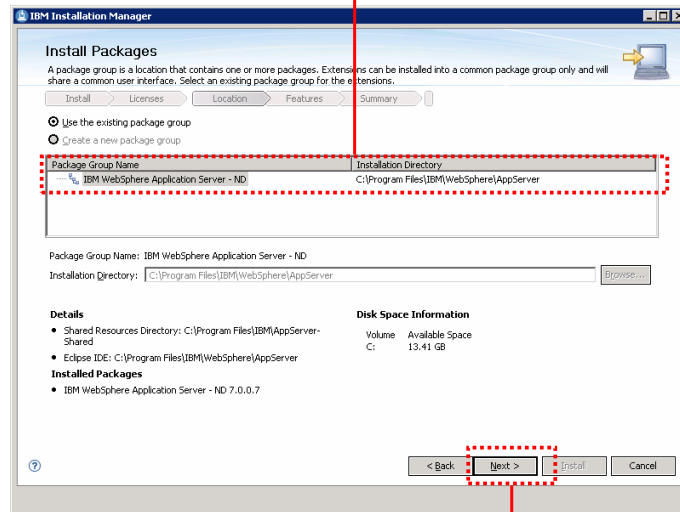 IBM Installation Manager
Install Packages
A package group is a location that contains one or more packages. Extensions can be installed into a common package group only and will
share a common user interface. Select an existing package group for the extensions.
Install Licenses Location Features Summary
Use the existing package group
Create a new package group
Package Group Name Installation Directory
IBM WebSphere Application Server - ND C:\Program Files\IBM\WebSphere\AppServer
Package Group Name: IBM WebSphere Application Server - ND
Installation Directory: C:\Program Files\IBM\WebSphere\AppServer Browse...
Details Disk Space Information
• Shared Resources Directory: C:\Program Files\IBM\AppServer-
Shared
Volume Available Space
C: 13.41 GB
• Eclipse IDE: C:\Program Files\IBM\WebSphere\AppServer
Installed Packages
• IBM WebSphere Application Server - ND 7.0.0.7
? < Back Next > Install Cancel